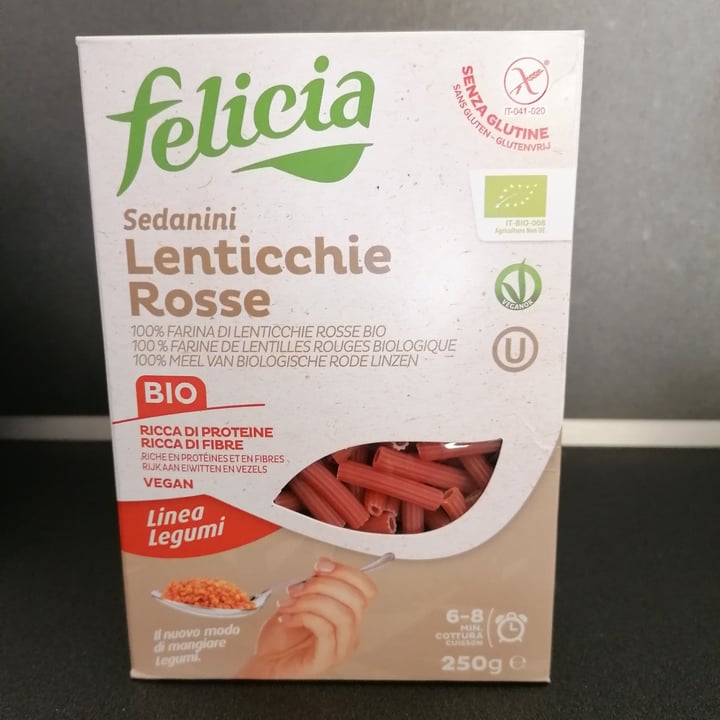 felicia
SENZA GLUTINE
SANS GLUTEN - GLUTENVRIJ
IT-041-020
IT-BIO-008
Agricoltura Non UE
VEGANOK
U
Sedanini
Lenticchie
Rosse
100% FARINA DI LENTICCHIE ROSSE BIO
100% FARINE DE LENTILLES ROUGES BIOLOGIQUE
100% MEEL VAN BIOLOGISCHE RODE LINZEN
BIO
RICCA DI PROTEINE
RICCA DI FIBRE
RICHE EN PROTÉINES ET EN FIBRES
RIJK AAN EIWITTEN EN VEZELS
VEGAN
Linea
Legumi
Il nuovo modo
di mangiare
Legumi.
6-8
MIN.
COTTURA
CUISSON
250g ℮